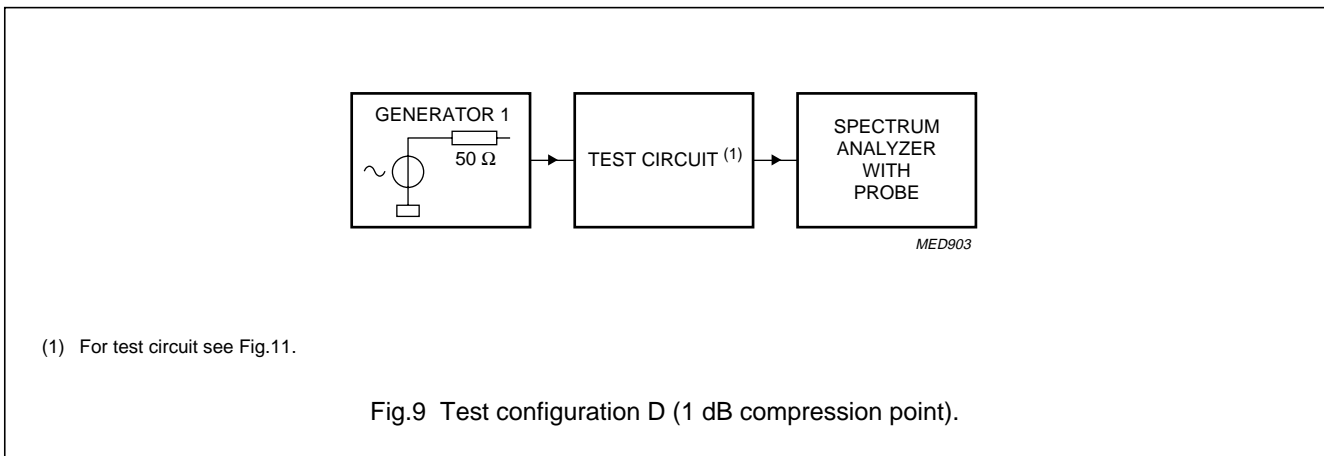 GENERATOR 1
50 Ω
TEST CIRCUIT (1)
SPECTRUM
ANALYZER
WITH
PROBE
MED903
(1) For test circuit see Fig.11.
Fig.9 Test configuration D (1 dB compression point).